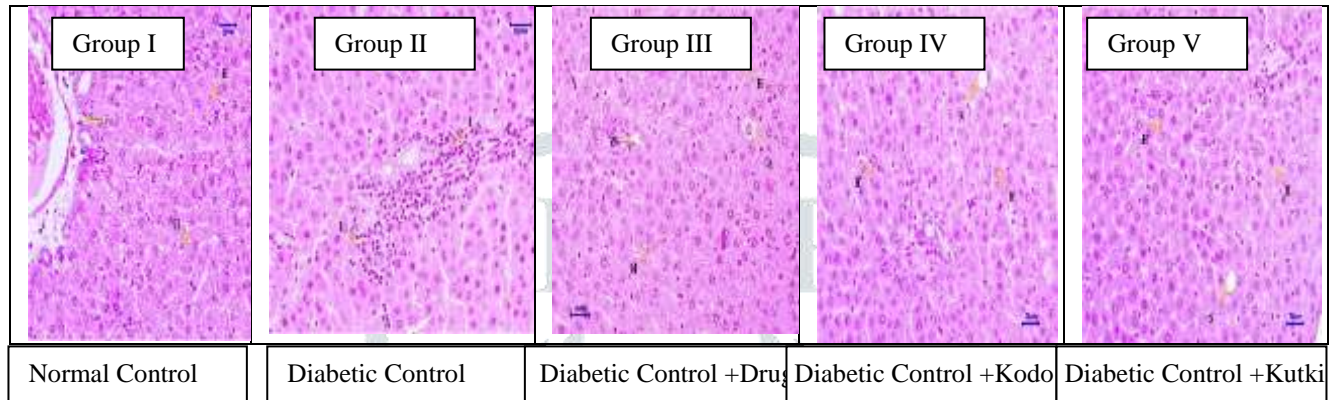 Group I
Group II
Group III
Group IV
Group V
Normal Control
Diabetic Control
Diabetic Control +Drug
Diabetic Control +Kodo
Diabetic Control +Kutki